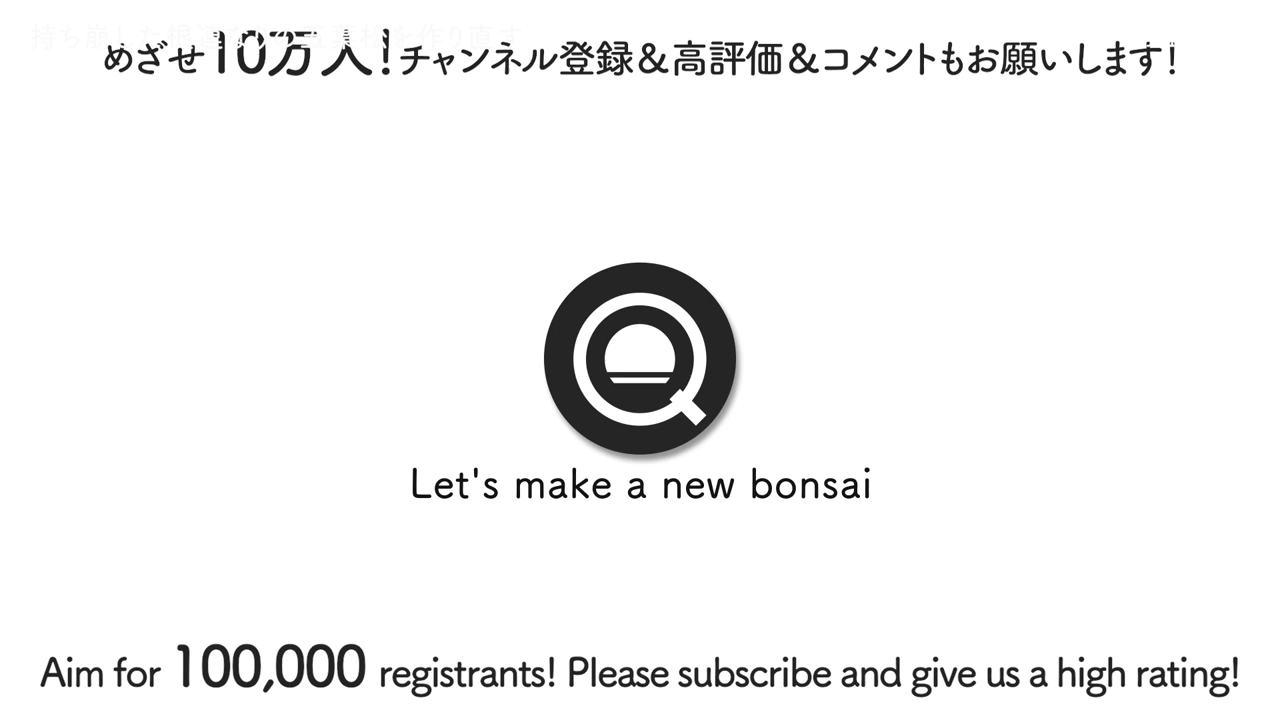 めざせ10万人!チャンネル登録&高評価&コメントもお願いします!
Let's make a new bonsai
Aim for 100,000 registrants! Please subscribe and give us a high rating!